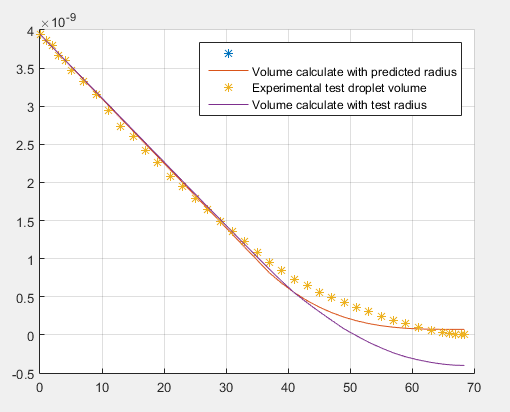 ×10-9
4
3.5
3
2.5
2
1.5
1
0.5
0
-0.5
Volume calculate with predicted radius
Experimental test droplet volume
Volume calculate with test radius
0 10 20 30 40 50 60 70